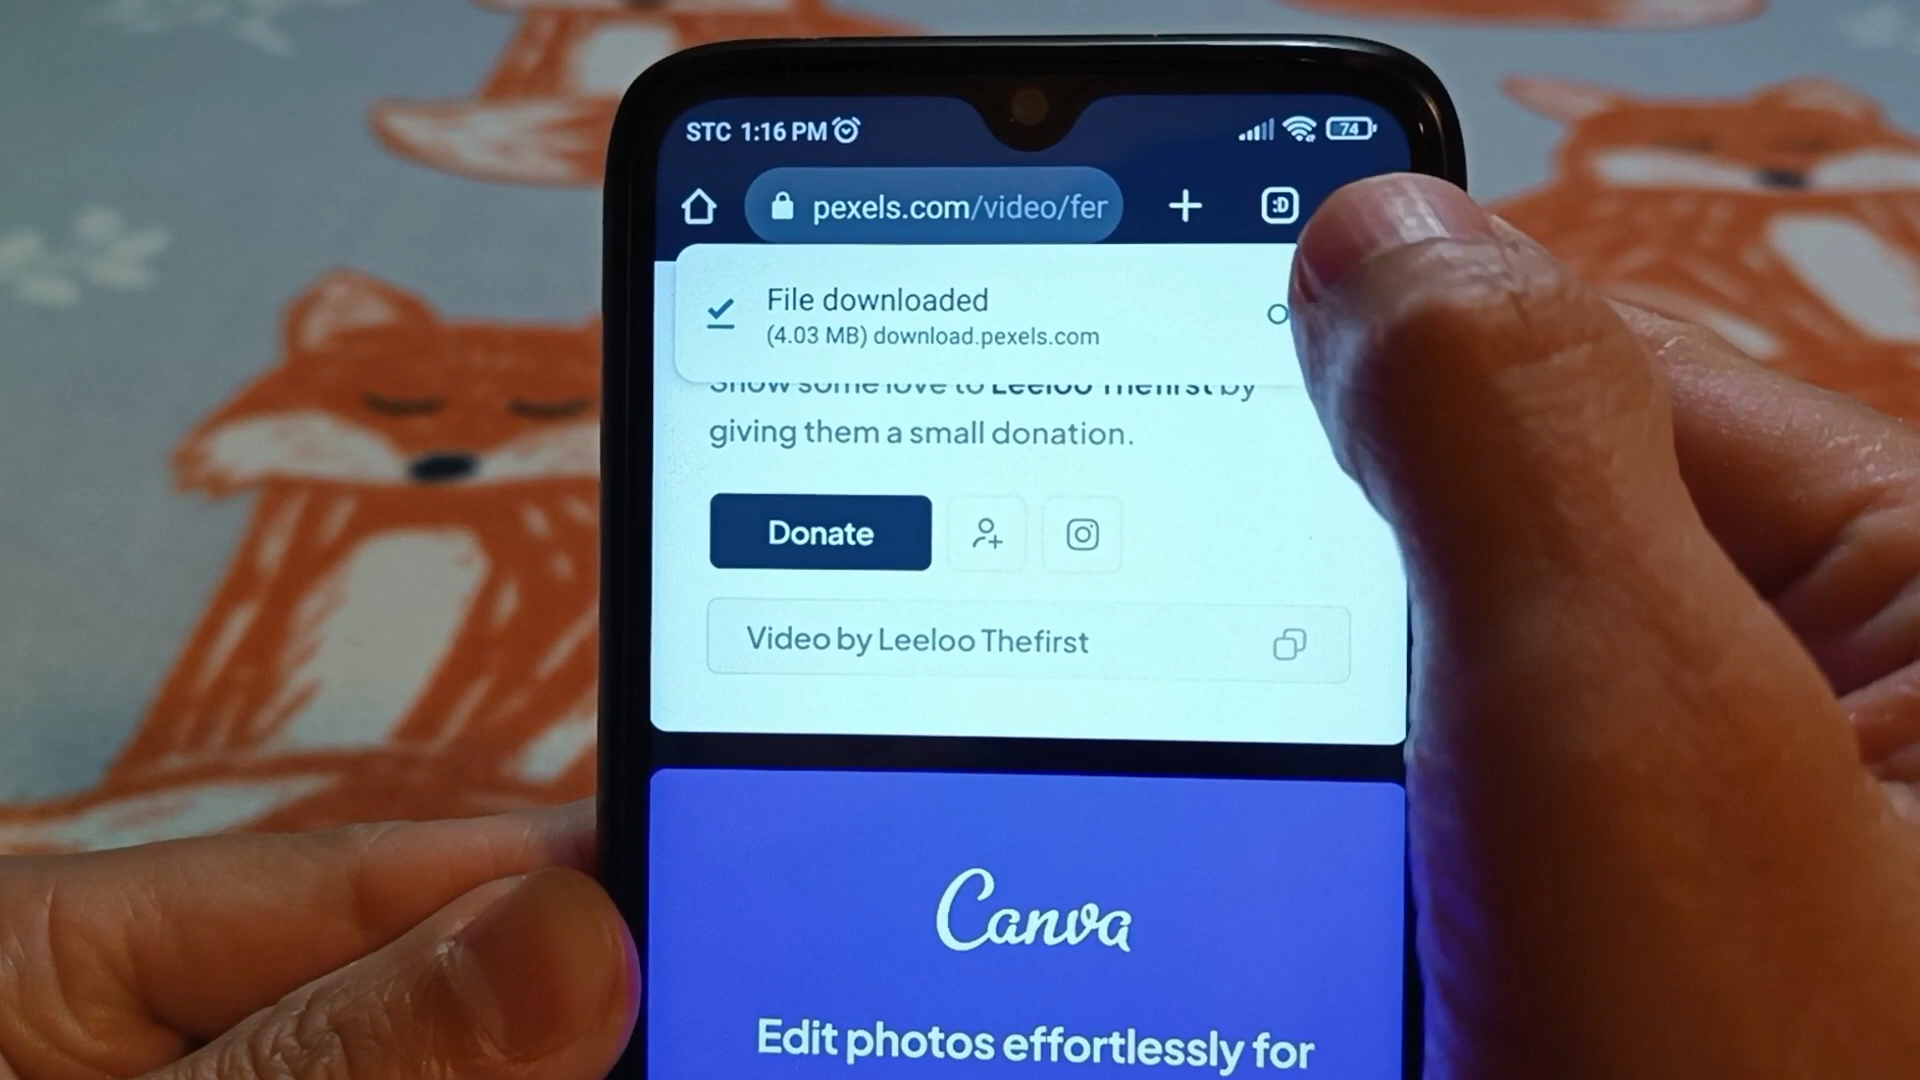 STC 1:16 PM
74
pexels.com/video/fer
:D
File downloaded
(4.03 MB) download.pexels.com
Show some love to Leeloo Thefirst by
giving them a small donation.
Donate
Video by Leeloo Thefirst
Canva
Edit photos effortlessly for